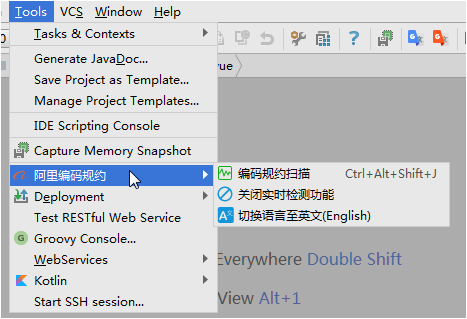 Tools VCS Window Help
Tasks & Contexts
Generate JavaDoc...
Save Project as Template...
Manage Project Templates...
IDE Scripting Console
Capture Memory Snapshot
阿里编码规约
编码规约扫描 Ctrl+Alt+Shift+J
关闭实时检测功能
切换语言至英文(English)
Deployment
Test RESTful Web Service
Groovy Console...
WebServices
Kotlin
Start SSH session...
Everywhere Double Shift
View Alt+1